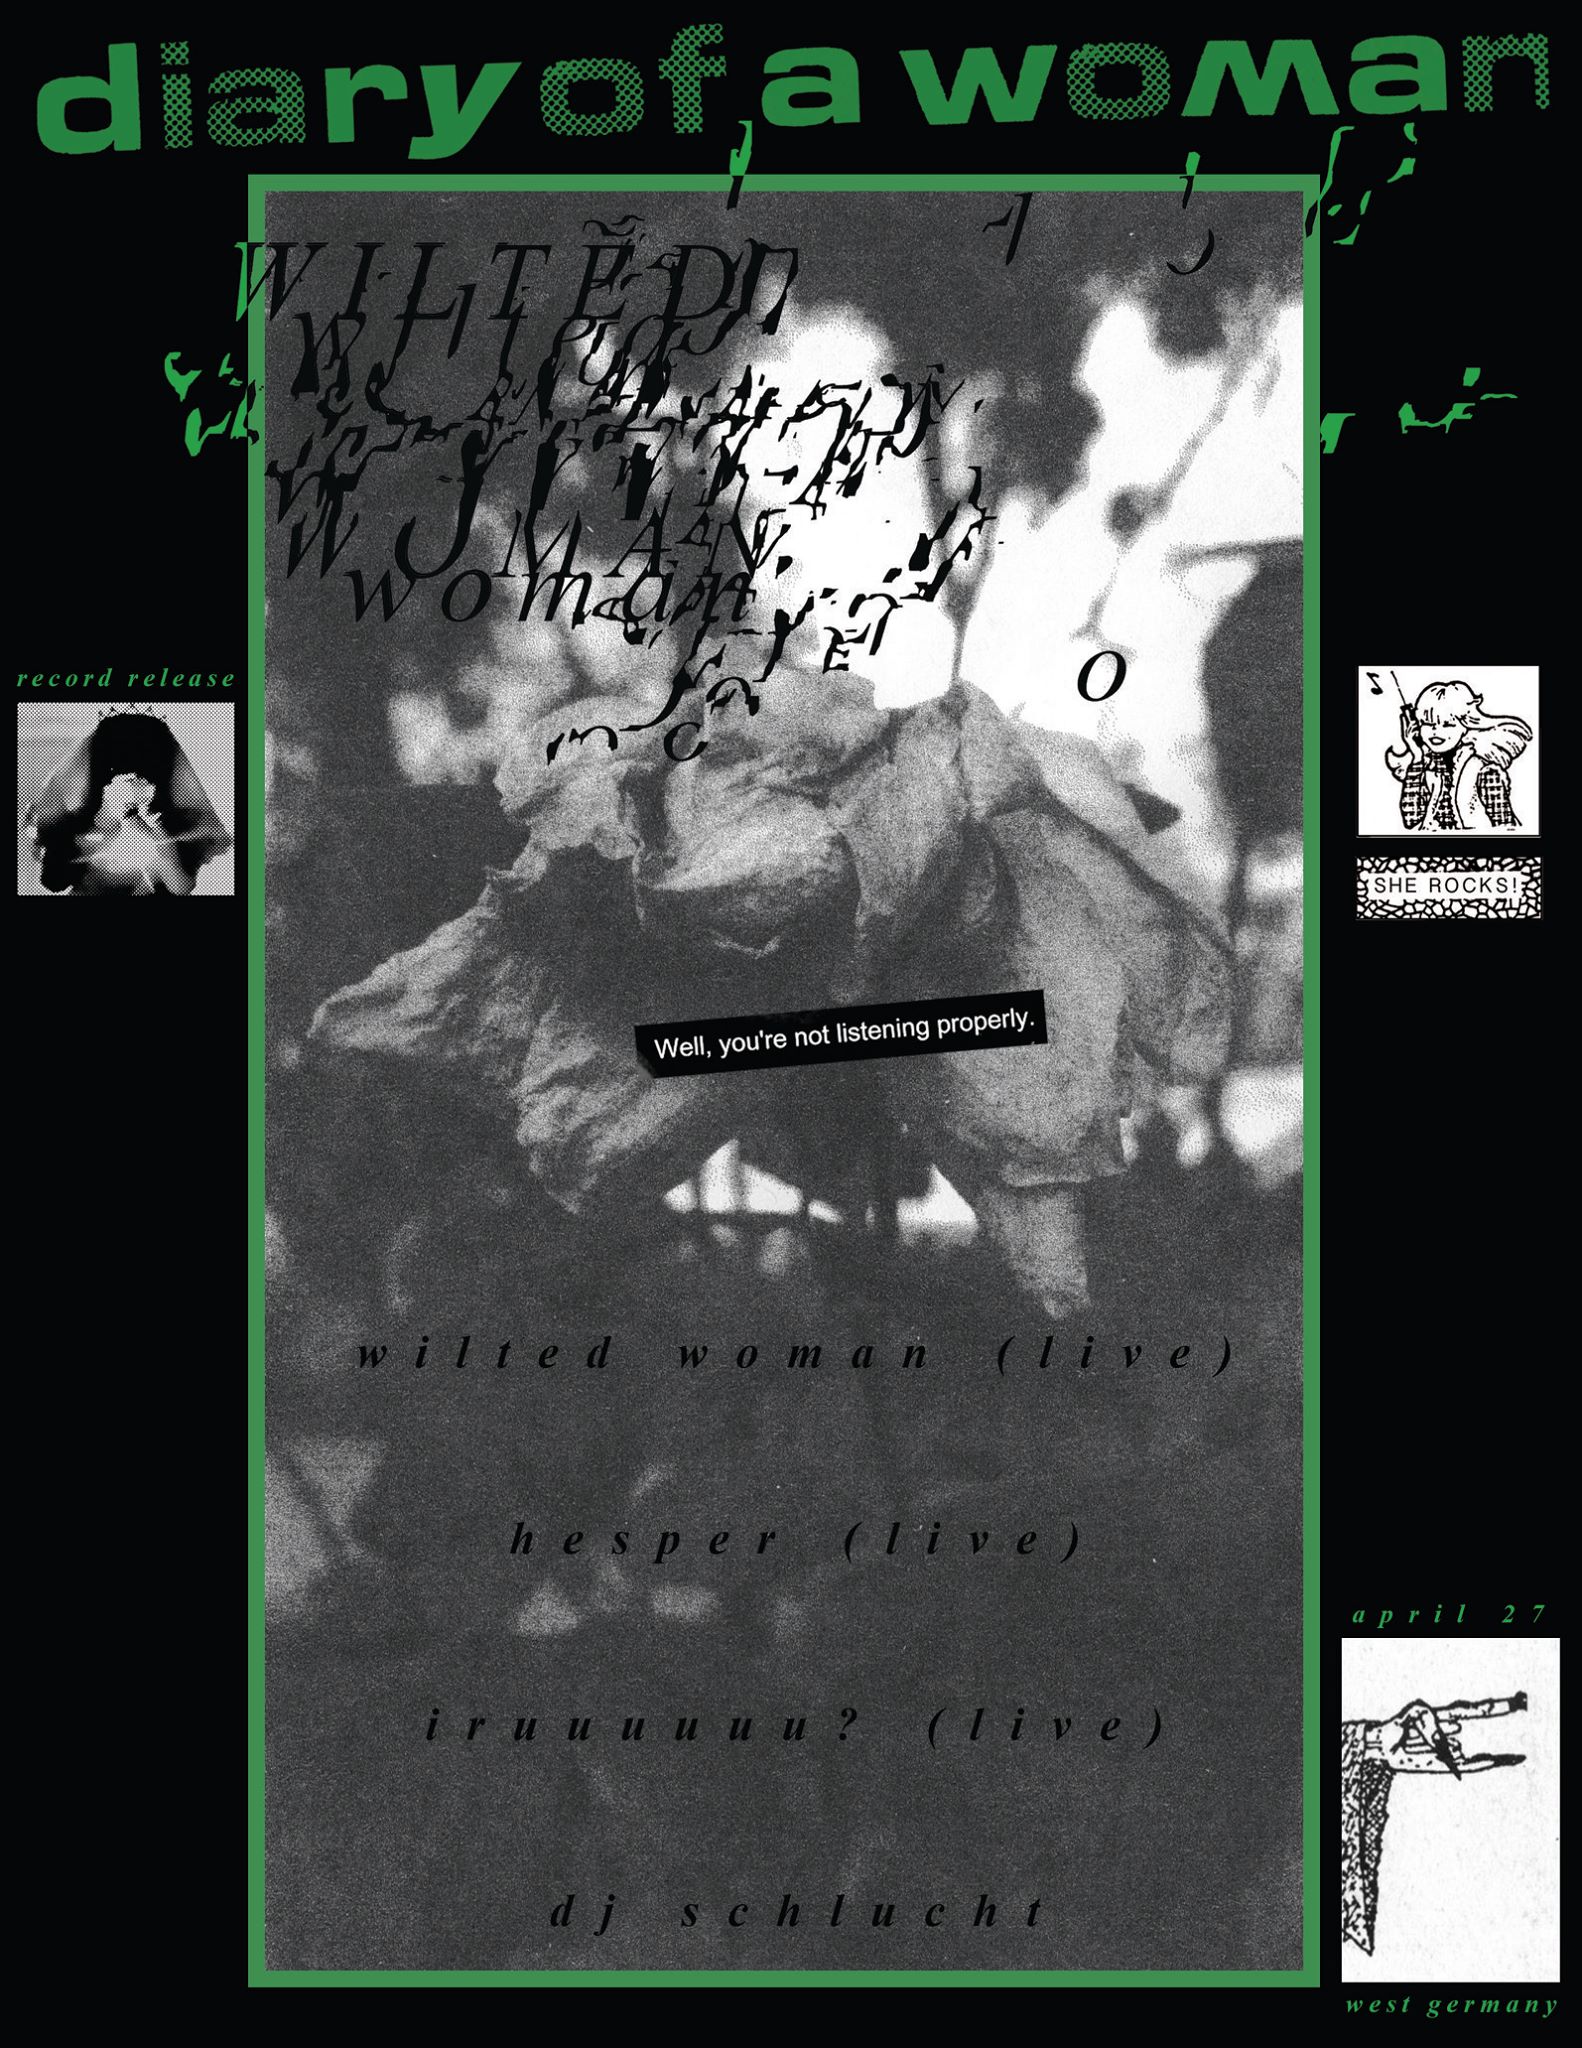 diary of a woman
WILTED
WOMAN
woman
O
record release
SHE ROCKS!
Well, you're not listening properly.
wilted woman (live)
hesper (live)
iruuuuuu? (live)
dj schlucht
april 27
west germany